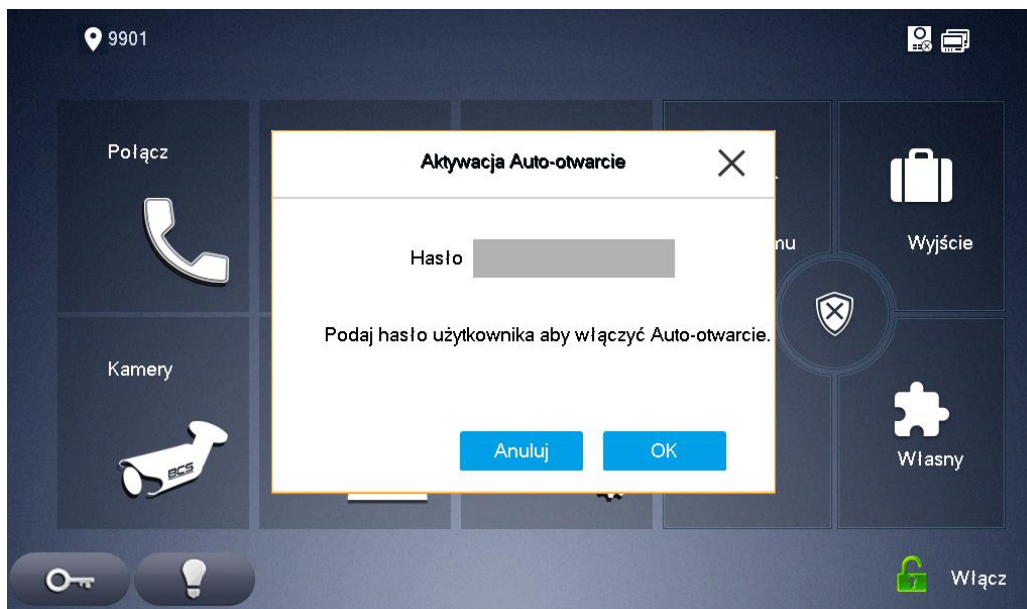 9901
Połącz
Aktywacja Auto-otwarcie
Wyjście
Hasło
Podaj hasło użytkownika aby włączyć Auto-otwarcie.
Kamery
BCS
Anuluj
OK
Własny
Włącz